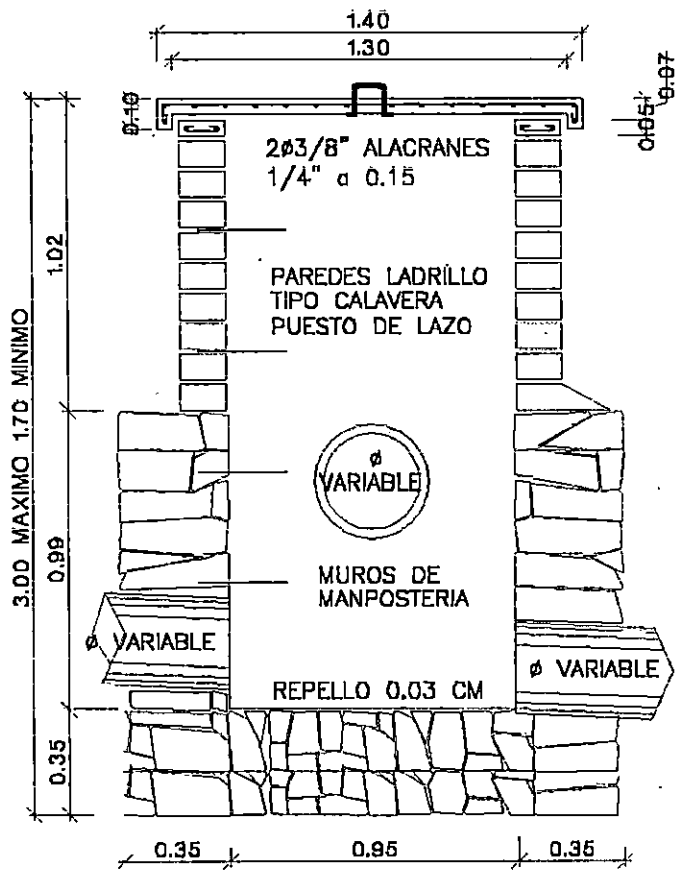 1.40
1.30
0.10
0.07
0.05
2ø3/8" ALACRANES
1/4" a 0.15
1.02
PAREDES LADRILLO
TIPO CALAVERA
PUESTO DE LAZO
3.00 MAXIMO 1.70 MINIMO
ø
VARIABLE
0.99
MUROS DE
MANPOSTERIA
ø VARIABLE
ø VARIABLE
REPELLO 0.03 CM
0.35
0.35
0.95
0.35